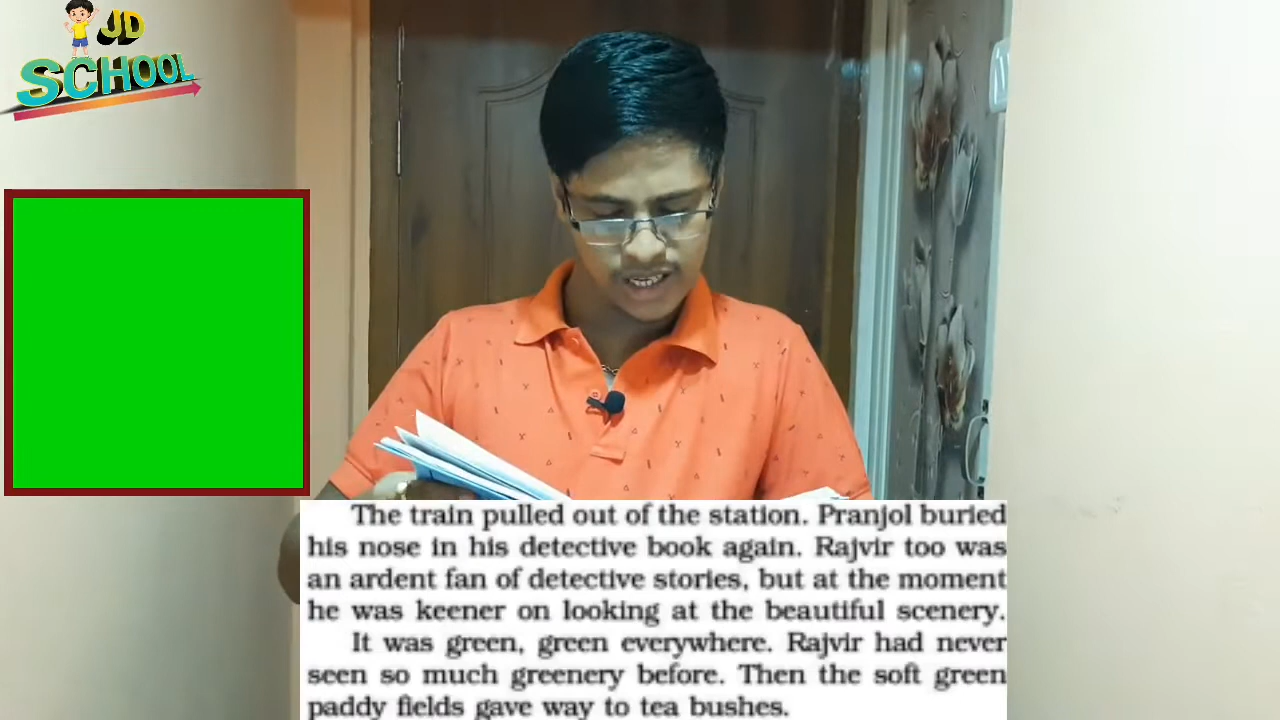 JD
SCHOOL
The train pulled out of the station. Pranjol buried
his nose in his detective book again. Rajvir too was
an ardent fan of detective stories, but at the moment
he was keener on looking at the beautiful scenery.
It was green, green everywhere. Rajvir had never
seen so much greenery before. Then the soft green
paddy fields gave way to tea bushes.